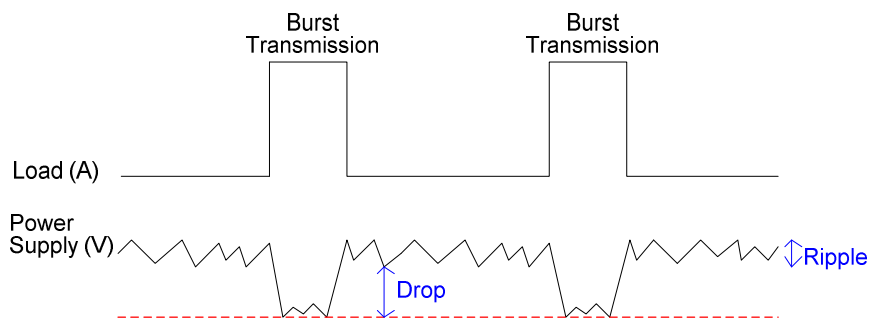 Burst
Transmission
Burst
Transmission
Load (A)
Power
Supply (V)
Ripple
Drop